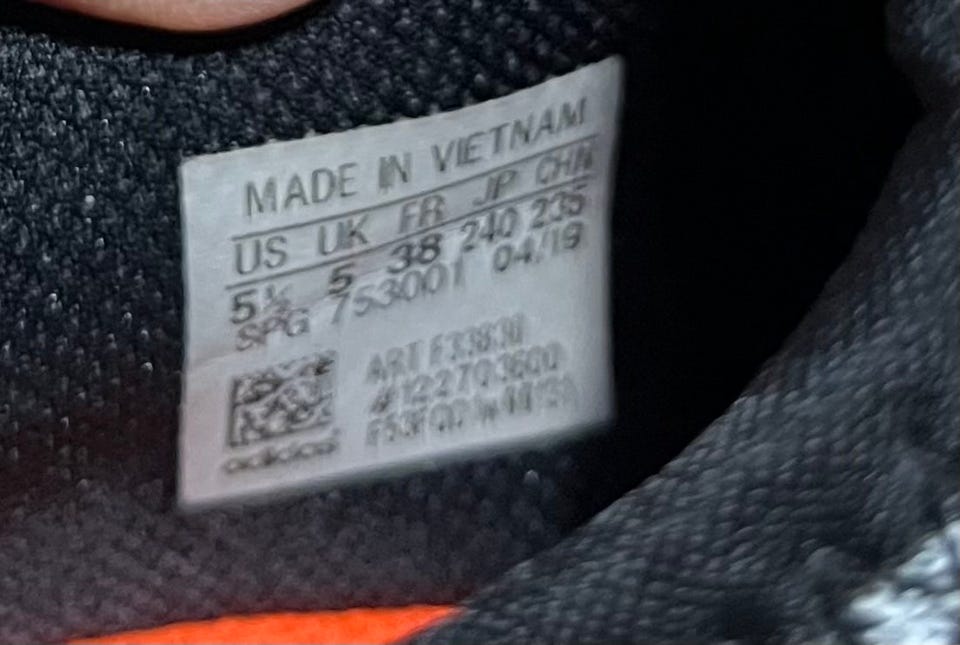 MADE IN VIETNAM
US UK FR JP CHN
5½ 5 38 240 235
SPG 753001 04/19
ART F33830
#122703600
adidas